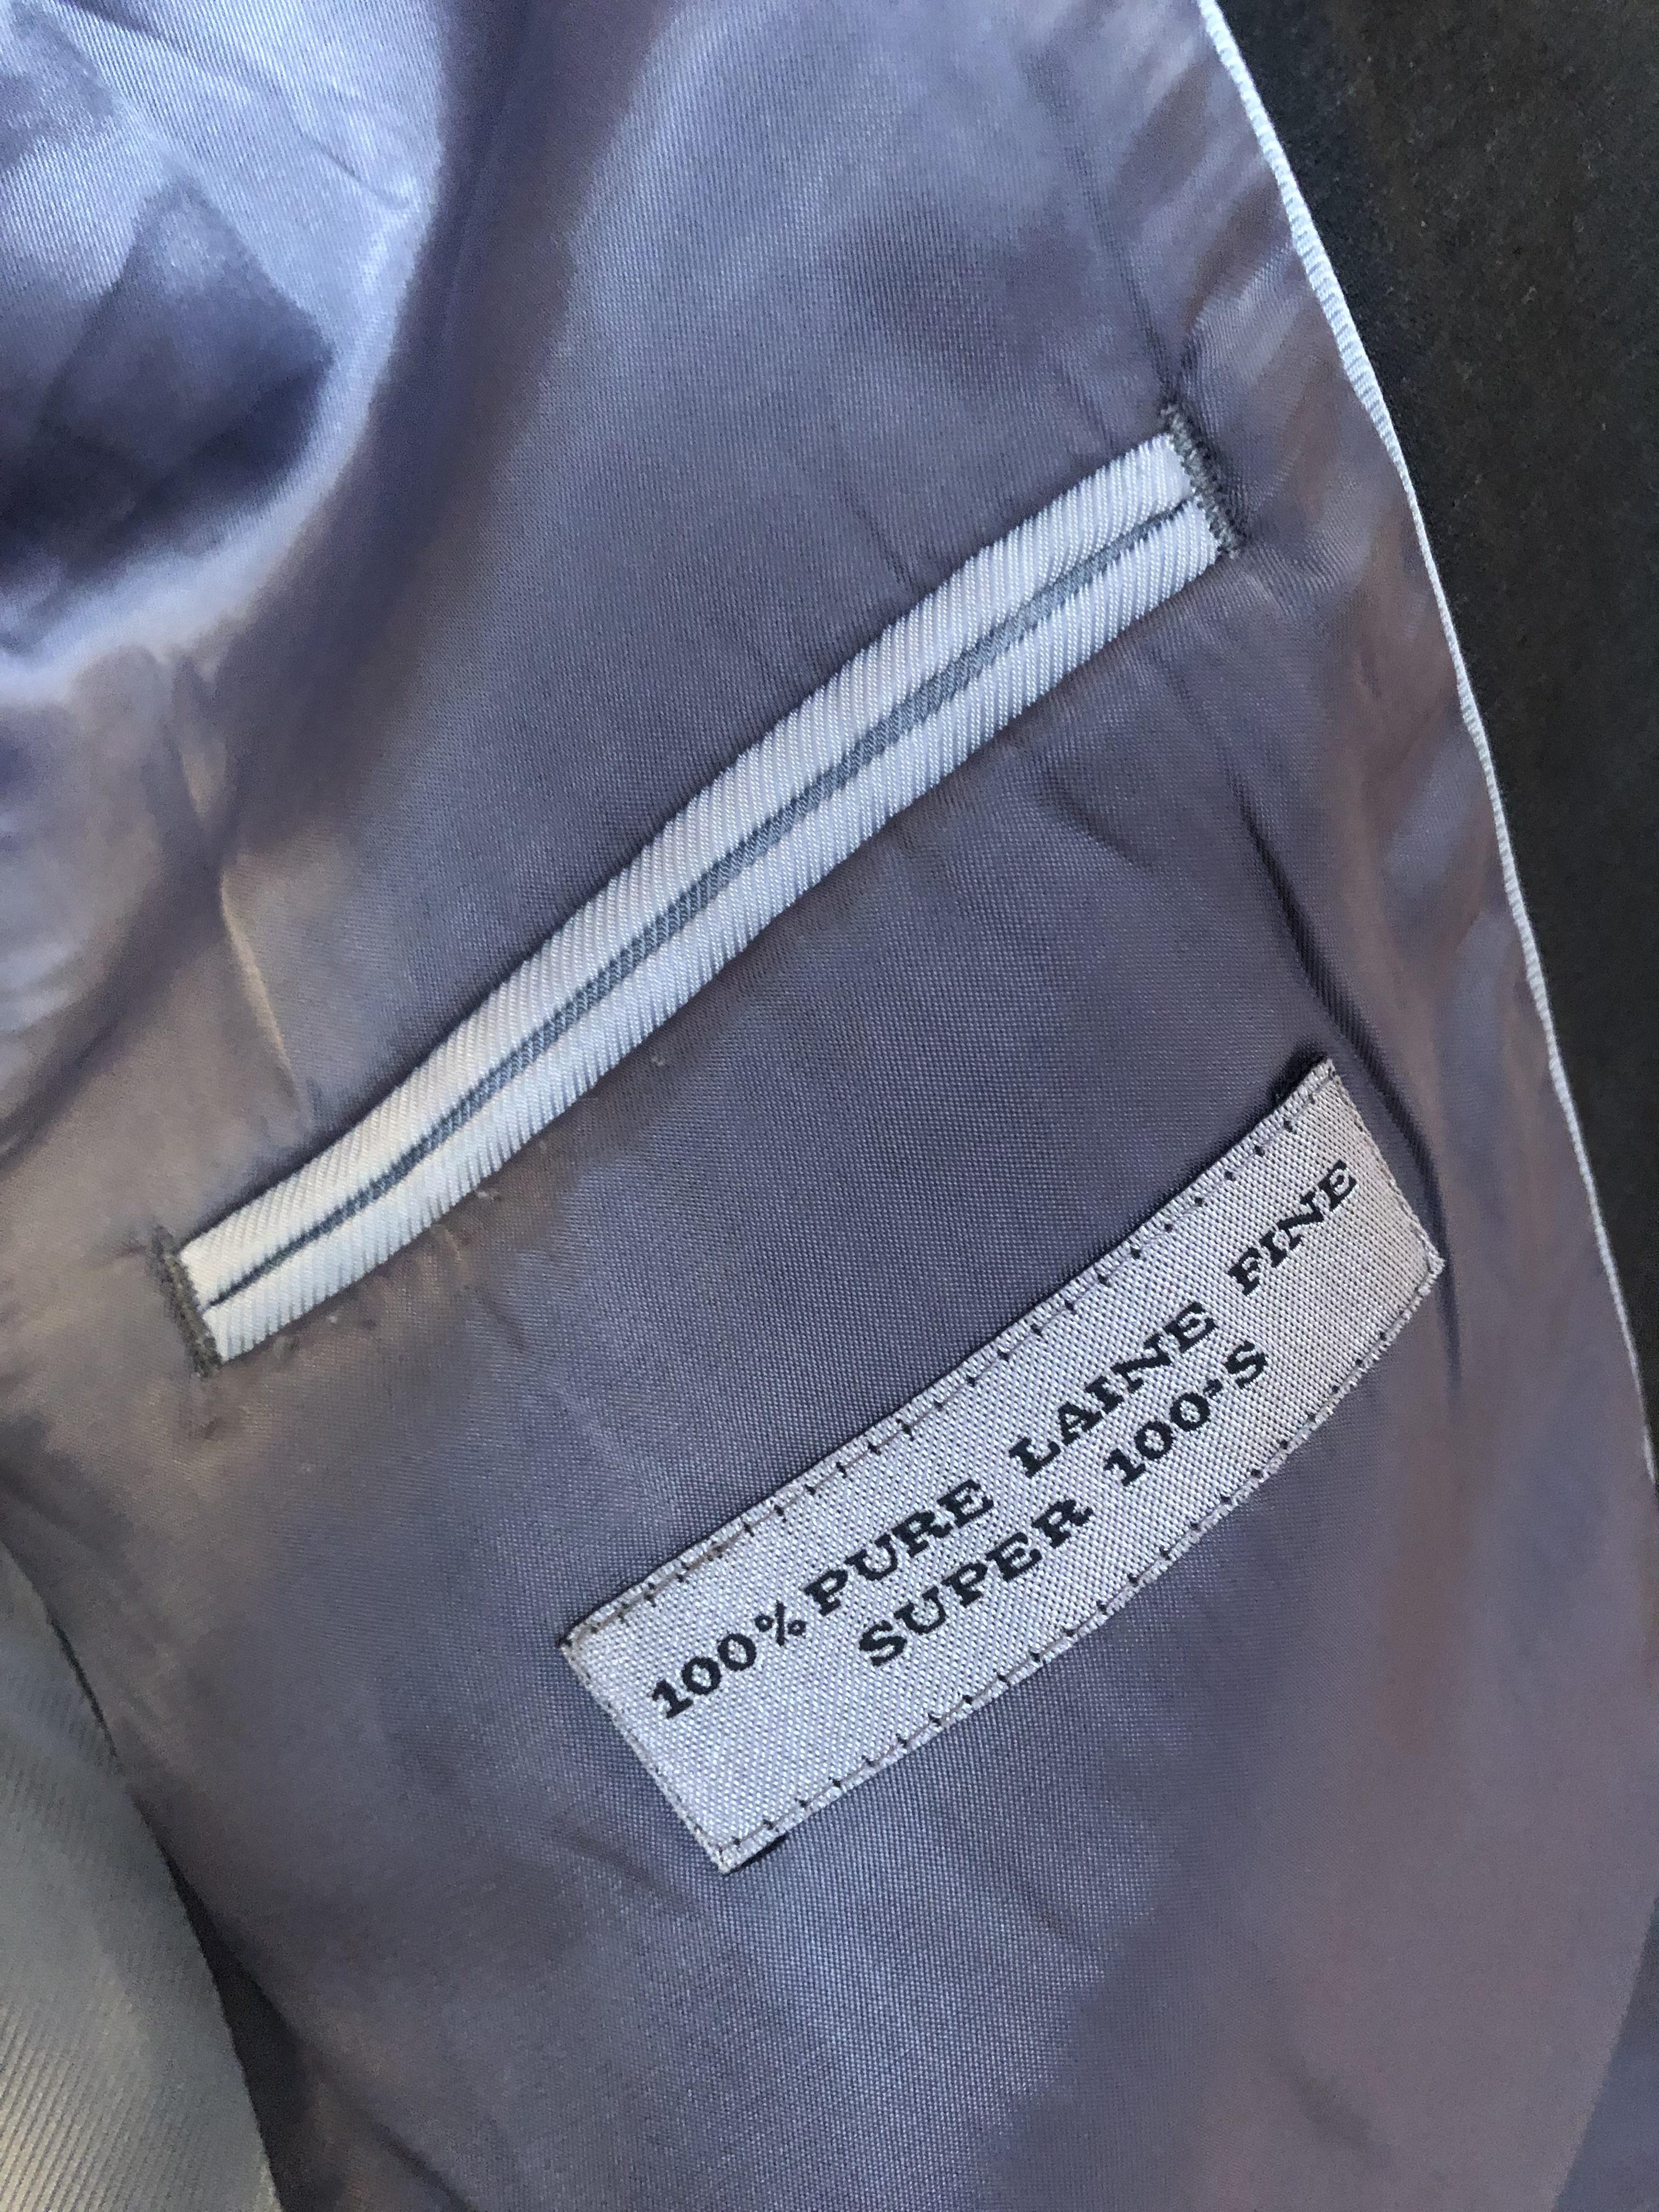 100% PURE LAINE FINE
SUPER 100'S